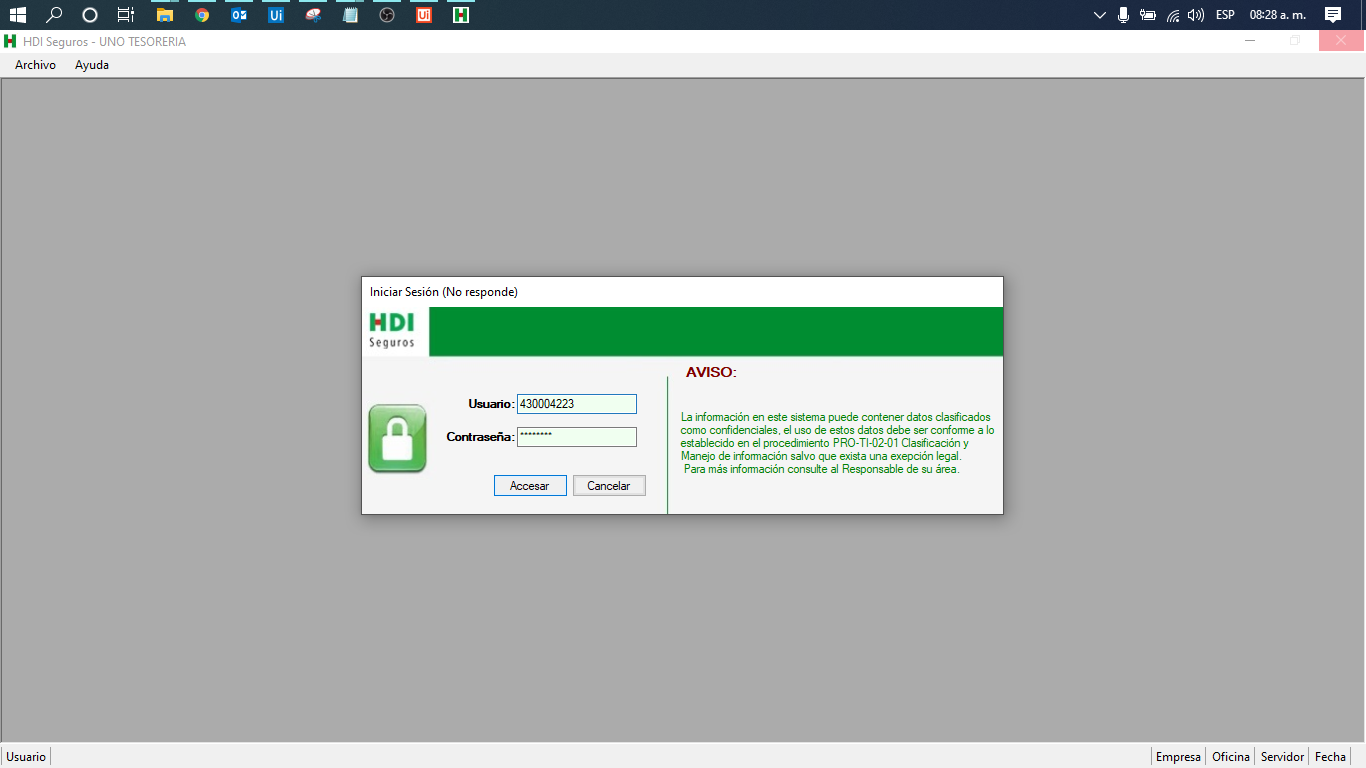 ESP
08:28 a. m.
HDI Seguros - UNO TESORERIA
Archivo
Ayuda
Iniciar Sesión (No responde)
HDI
Seguros
AVISO:
Usuario: 430004223
Contraseña: ********
Accesar
Cancelar
La información en este sistema puede contener datos clasificados
como confidenciales, el uso de estos datos debe ser conforme a lo
establecido en el procedimiento PRO-TI-02-01 Clasificación y
Manejo de información salvo que exista una exepción legal.
Para más información consulte al Responsable de su área.
Usuario
Empresa
Oficina
Servidor
Fecha